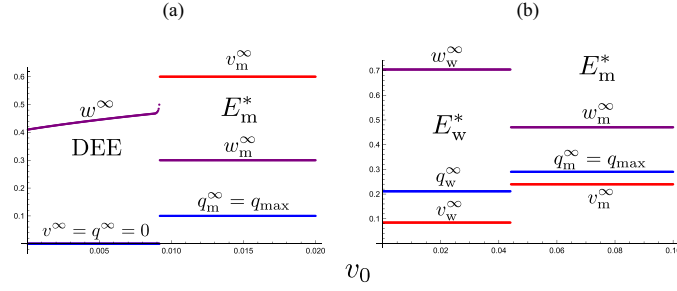 (a)
0.6
0.5
0.4
0.3
0.2
0.1
0.005
0.010
0.015
0.020
w^∞
DEE
v^∞ = q^∞ = 0
v_m^∞
E_m^*
w_m^∞
q_m^∞ = q_max
(b)
0.7
0.6
0.5
0.4
0.3
0.2
0.1
0.02
0.04
0.06
0.08
w_w^∞
E_w^*
q_w^∞
v_w^∞
E_m^*
w_m^∞
q_m^∞ = q_max
v_m^∞
v_0